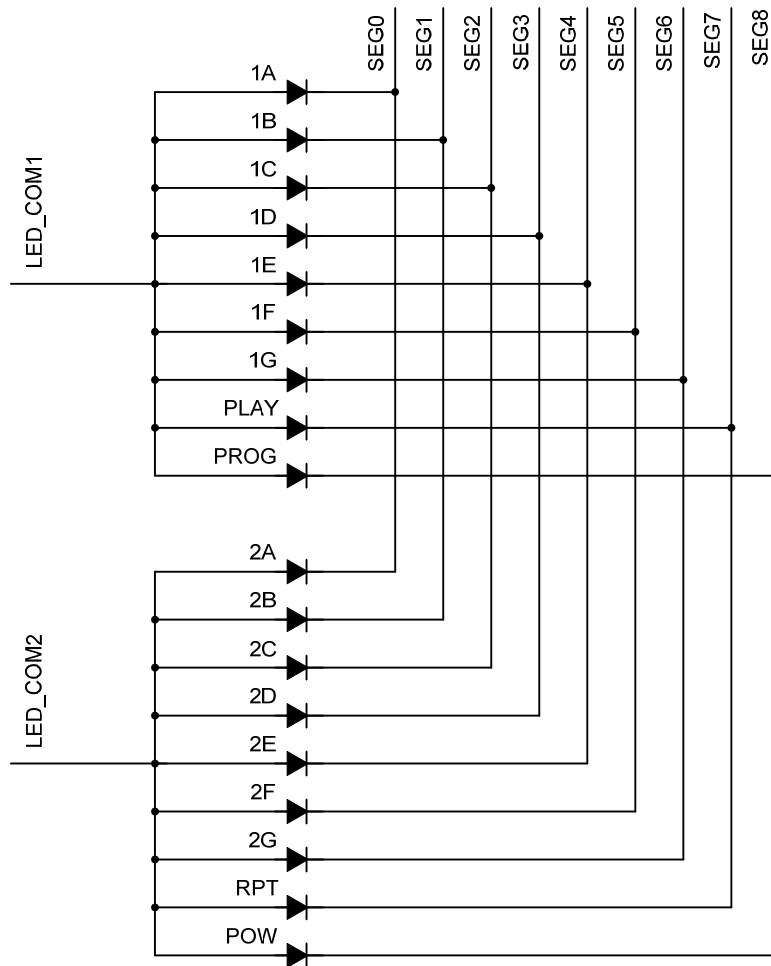 SEG0
SEG1
SEG2
SEG3
SEG4
SEG5
SEG6
SEG7
SEG8
LED_COM1
1A
1B
1C
1D
1E
1F
1G
PLAY
PROG
LED_COM2
2A
2B
2C
2D
2E
2F
2G
RPT
POW